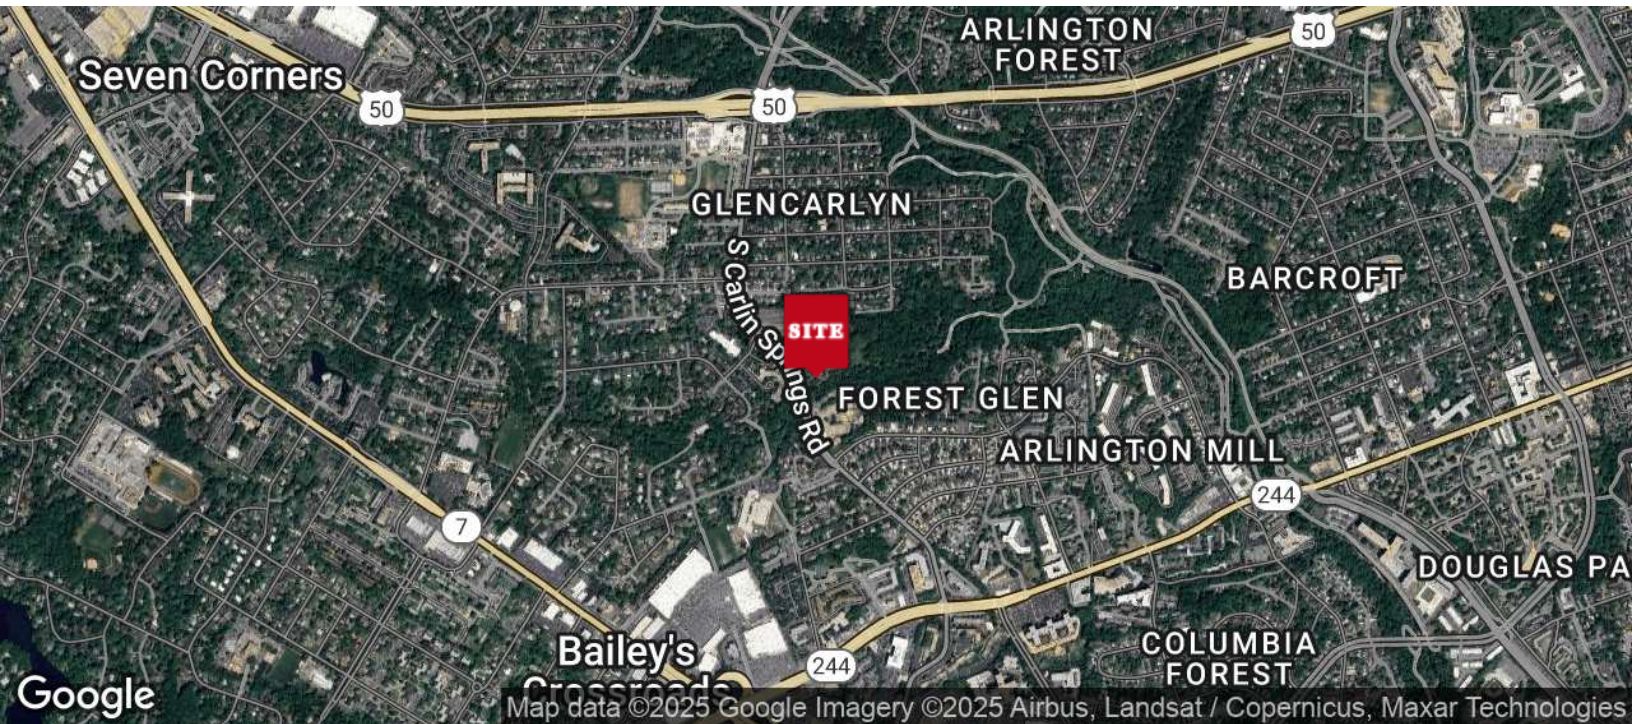 ARLINGTON
FOREST
50
Seven Corners
50
50
GLENCARLYN
S Carlin Springs Rd
BARCROFT
SITE
FOREST GLEN
ARLINGTON MILL
244
7
DOUGLAS PA
Bailey's
Crossroads
244
COLUMBIA
FOREST
Google
Map data ©2025 Google Imagery ©2025 Airbus, Landsat / Copernicus, Maxar Technologies